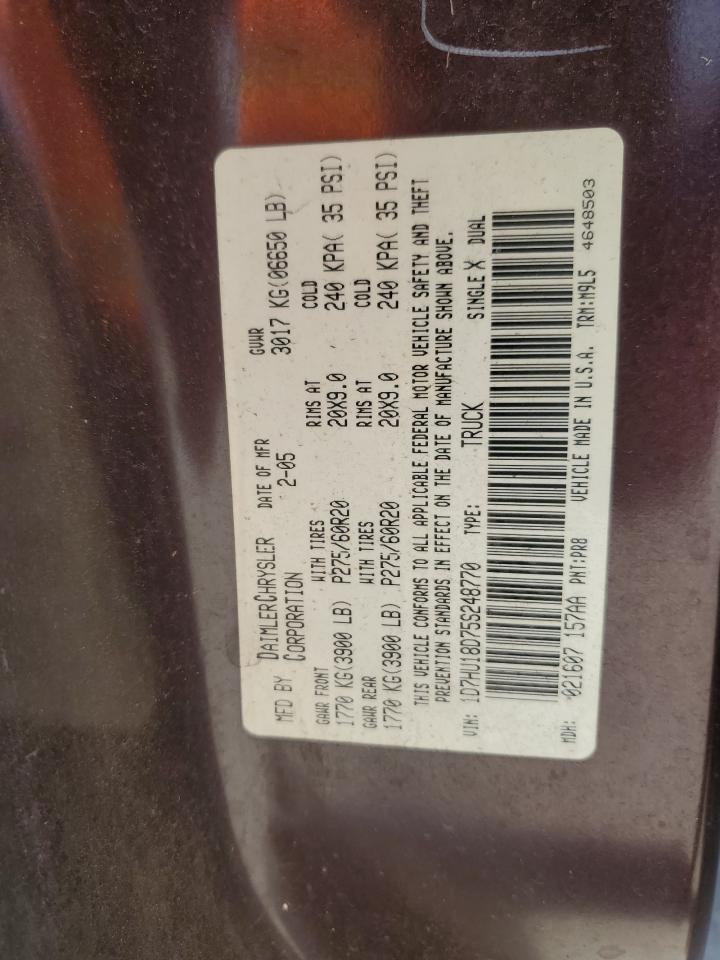 MFD BY DAIMLERCHRYSLER CORPORATION DATE OF MFR 2-05 GVWR 3017 KG(06650 LB)
GAWR FRONT WITH TIRES RIMS AT COLD
1770 KG(3900 LB) P275/60R20 20X9.0 240 KPA( 35 PSI)
GAWR REAR WITH TIRES RIMS AT COLD
1770 KG(3900 LB) P275/60R20 20X9.0 240 KPA( 35 PSI)
THIS VEHICLE CONFORMS TO ALL APPLICABLE FEDERAL MOTOR VEHICLE SAFETY AND THEFT
PREVENTION STANDARDS IN EFFECT ON THE DATE OF MANUFACTURE SHOWN ABOVE.
VIN: 1D7HU18D75S248770 TYPE: TRUCK SINGLE X DUAL
MDH: 021607 157AA PNT:PR8 VEHICLE MADE IN U.S.A. TRM:M9L5
4648503